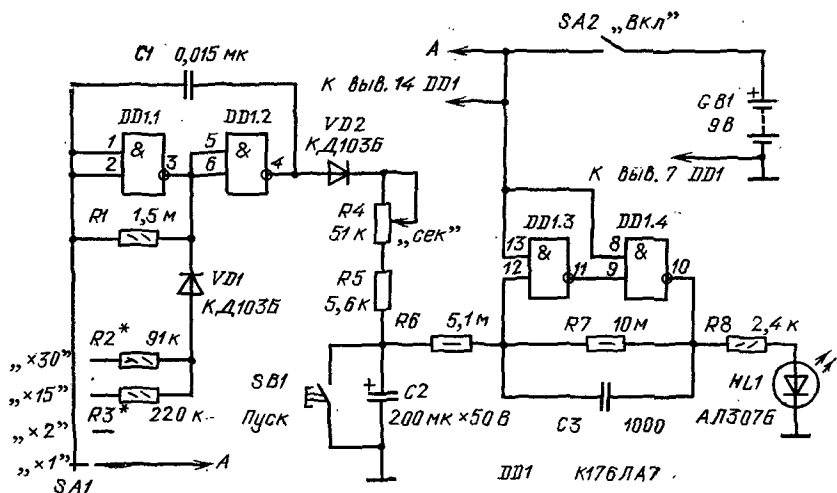 C1 0,015 мк
DD1.1
DD1.2
1
2
&
3
5
6
&
4
VD2
КД103Б
R1 1,5 м
R4
51 к
„сек”
VD1
КД103Б
R5
5,6 к
R2* 91 к
R3* 220 к
„×30”
„×15”
„×2”
„×1”
SA1
A
SB1
Пуск
+
C2
200 мк ×50 В
R6
5,1 м
A
SA2 „Вкл”
К выв. 14 DD1
+
GB1
9 В
К выв. 7 DD1
DD1.3
DD1.4
13
12
&
11
8
9
&
10
R7
10 м
R8
2,4 к
C3 1000
HL1
АЛ307Б
DD1 К176ЛА7